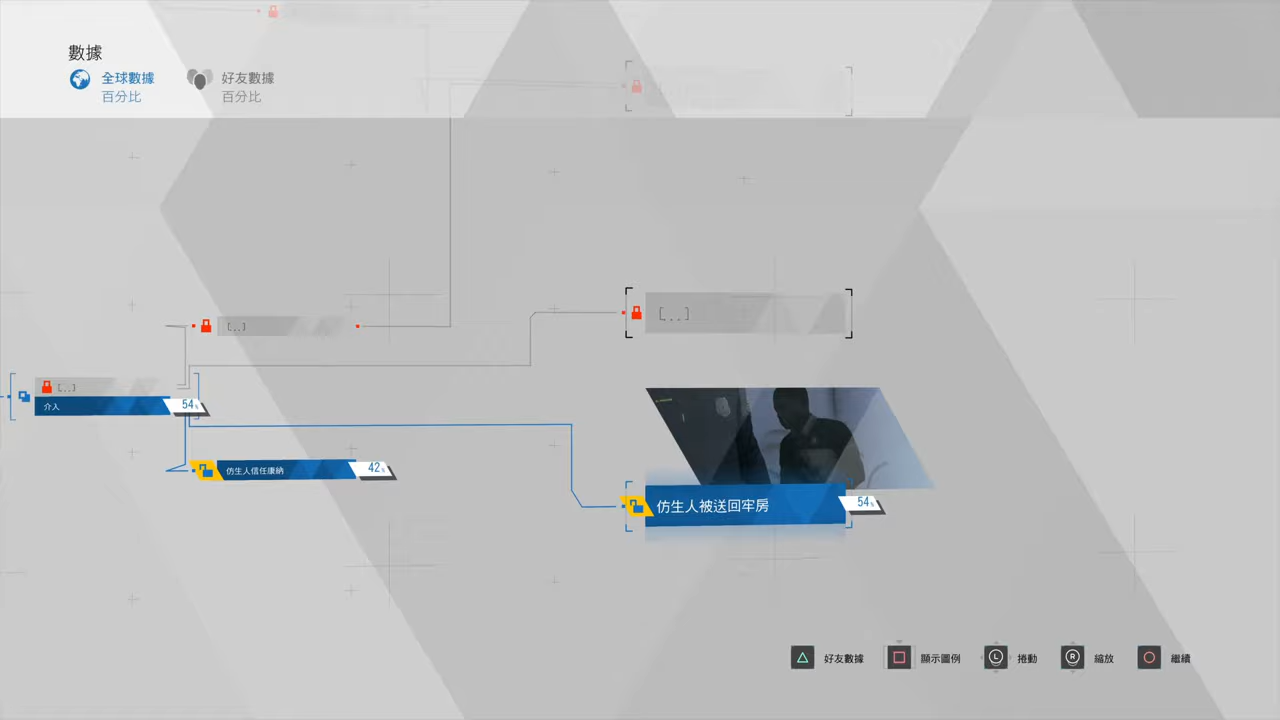 數據
全球數據
百分比
好友數據
百分比
[...]
[...]
[...]
介入
54%
仿生人信任康納
42%
仿生人被送回牢房
54%
好友數據
顯示圖例
L
捲動
R
縮放
繼續